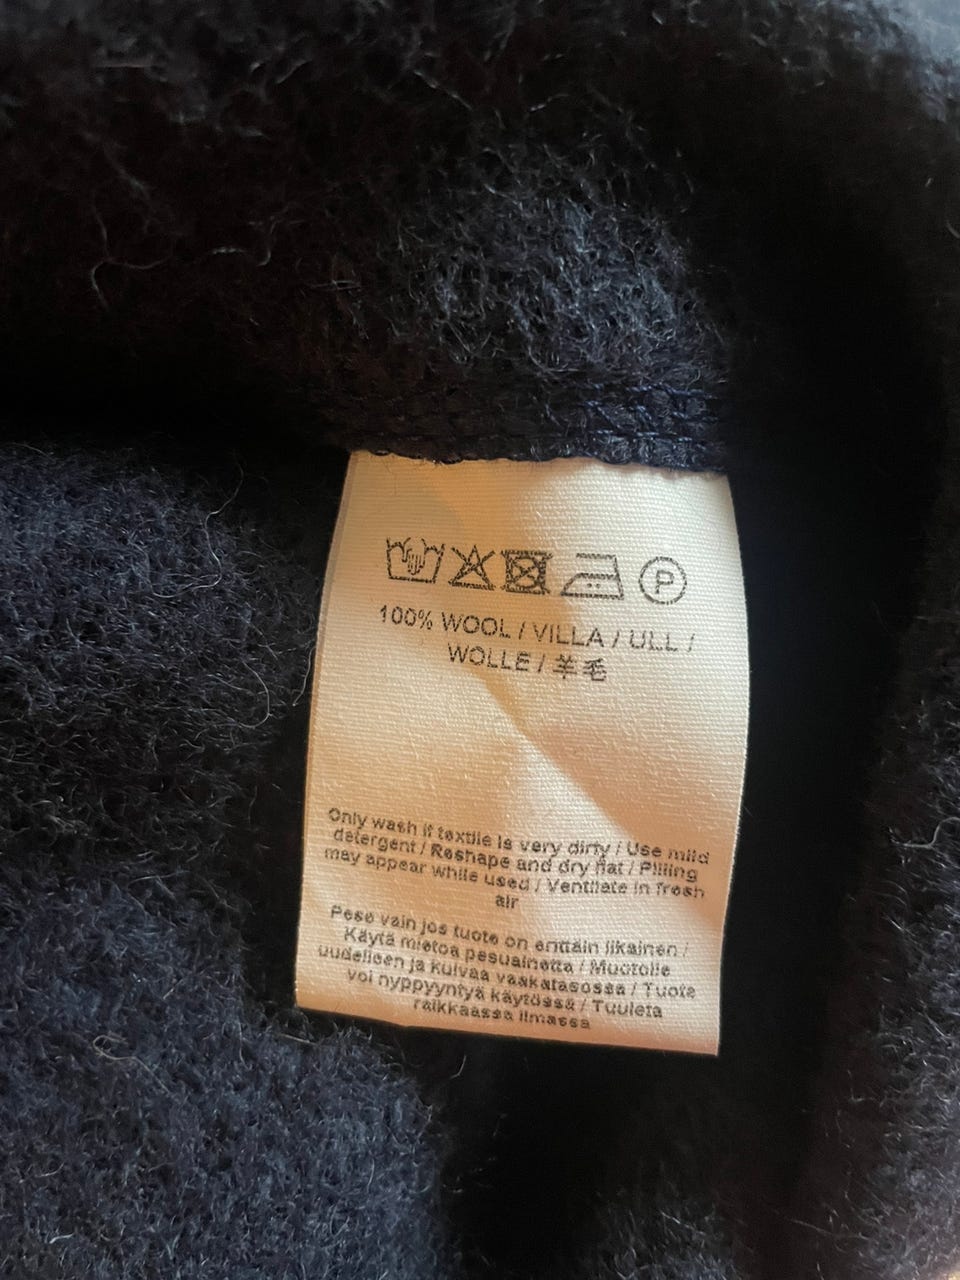 P
100% WOOL / VILLA / ULL /
WOLLE / 羊毛
Only wash if textile is very dirty / Use mild
detergent / Reshape and dry flat / Pilling
may appear while used / Ventilate in fresh
air
Pese vain jos tuote on erittäin likainen /
Käytä mietoa pesuainetta / Muotoile
uudelleen ja kuivaa vaakatasossa / Tuote
voi nyppyyntyä käytössä / Tuuleta
raikkaassa ilmassa